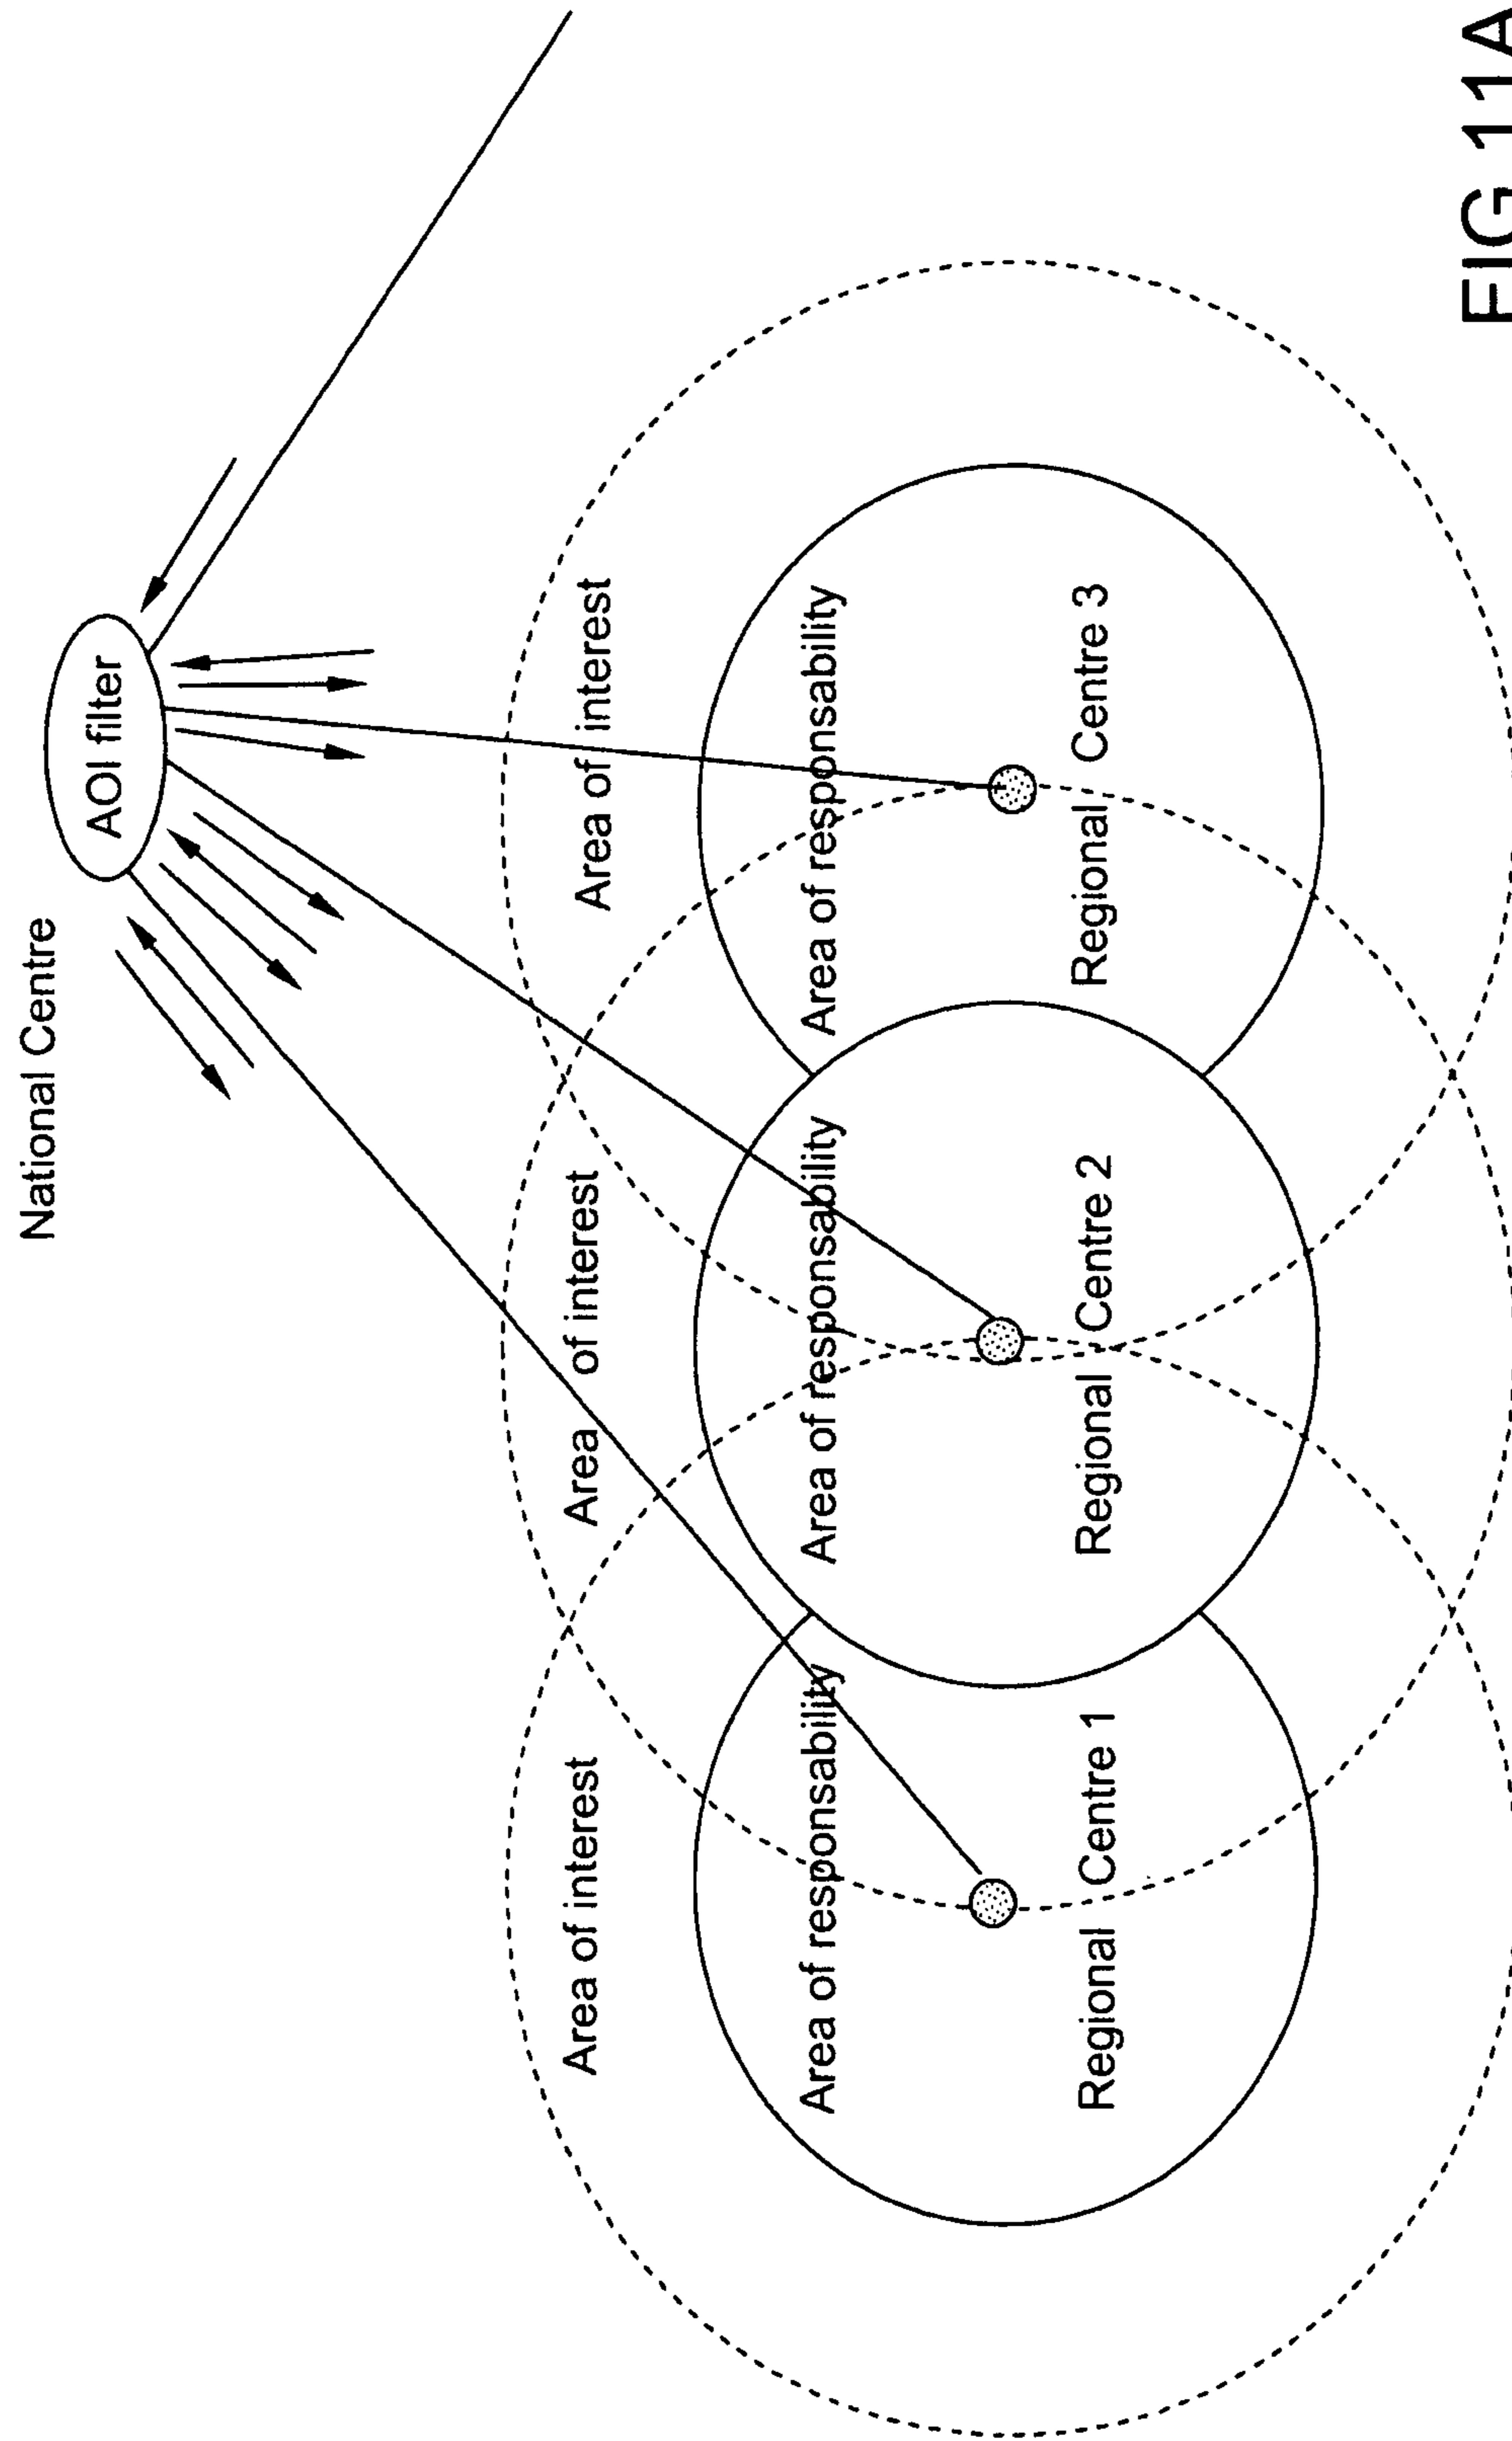 National Centre
AOI filter
Area of interest
Area of interest
Area of interest
Area of responsability
Area of responsability
Area of responsability
Regional Centre 1
Regional Centre 2
Regional Centre 3
FIG 11A